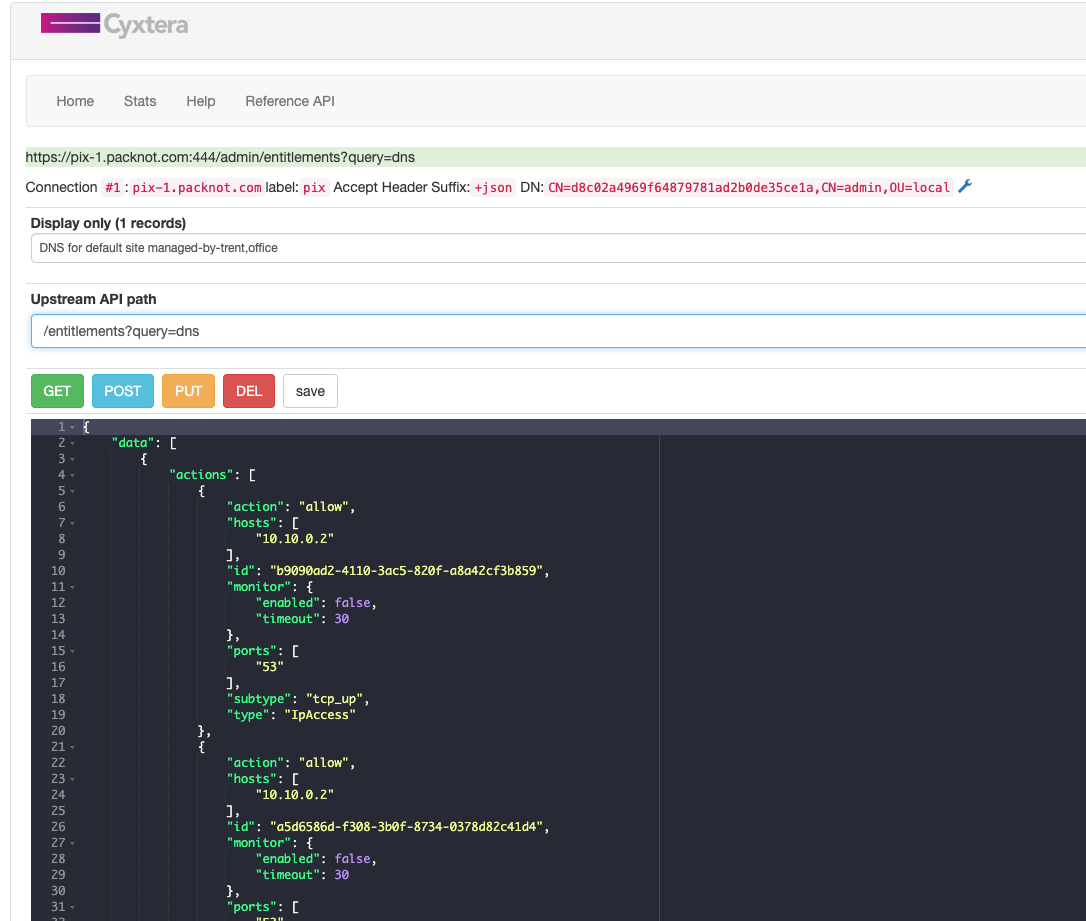 Cyxtera
Home Stats Help Reference API
https://pix-1.packnot.com:444/admin/entitlements?query=dns
Connection #1 : pix-1.packnot.com label: pix Accept Header Suffix: +json DN: CN=d8c02a4969f64879781ad2b0de35ce1a,CN=admin,OU=local
Display only (1 records)
DNS for default site managed-by-trent,office
Upstream API path
/entitlements?query=dns
GET POST PUT DEL save
1 {
2 "data": [
3 {
4 "actions": [
5 {
6 "action": "allow",
7 "hosts": [
8 "10.10.0.2"
9 ],
10 "id": "b9090ad2-4110-3ac5-820f-a8a42cf3b859",
11 "monitor": {
12 "enabled": false,
13 "timeout": 30
14 },
15 "ports": [
16 "53"
17 ],
18 "subtype": "tcp_up",
19 "type": "IpAccess"
20 },
21 {
22 "action": "allow",
23 "hosts": [
24 "10.10.0.2"
25 ],
26 "id": "a5d6586d-f308-3b0f-8734-0378d82c41d4",
27 "monitor": {
28 "enabled": false,
29 "timeout": 30
30 },
31 "ports": [